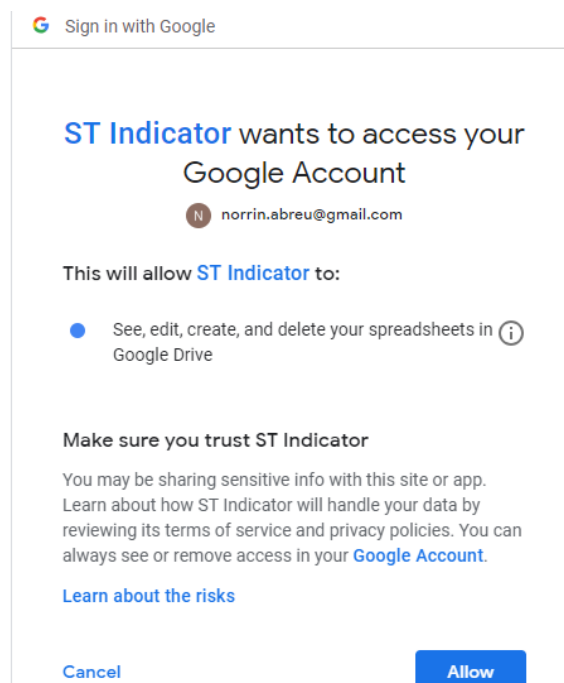 Sign in with Google
ST Indicator wants to access your
Google Account
N norrin.abreu@gmail.com
This will allow ST Indicator to:
See, edit, create, and delete your spreadsheets in
Google Drive
Make sure you trust ST Indicator
You may be sharing sensitive info with this site or app.
Learn about how ST Indicator will handle your data by
reviewing its terms of service and privacy policies. You can
always see or remove access in your Google Account.
Learn about the risks
Cancel Allow